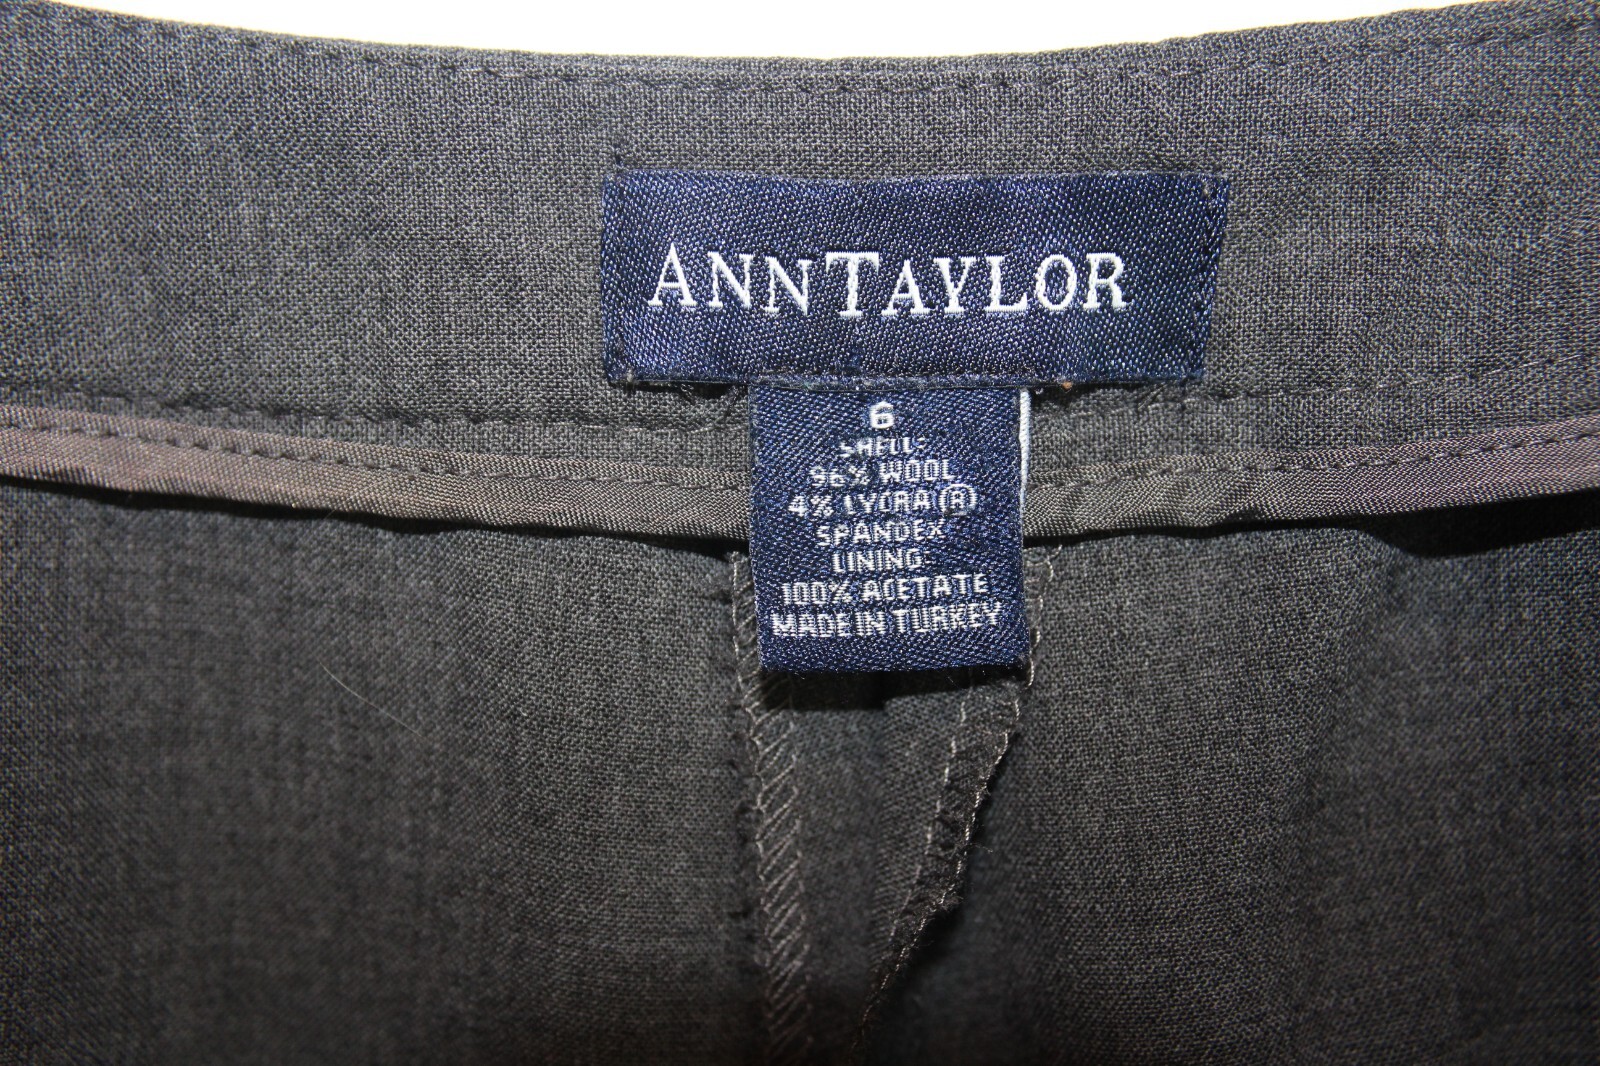 ANNTAYLOR
6
SHELL:
96% WOOL
4% LYCRA®
SPANDEX
LINING:
100% ACETATE
MADE IN TURKEY